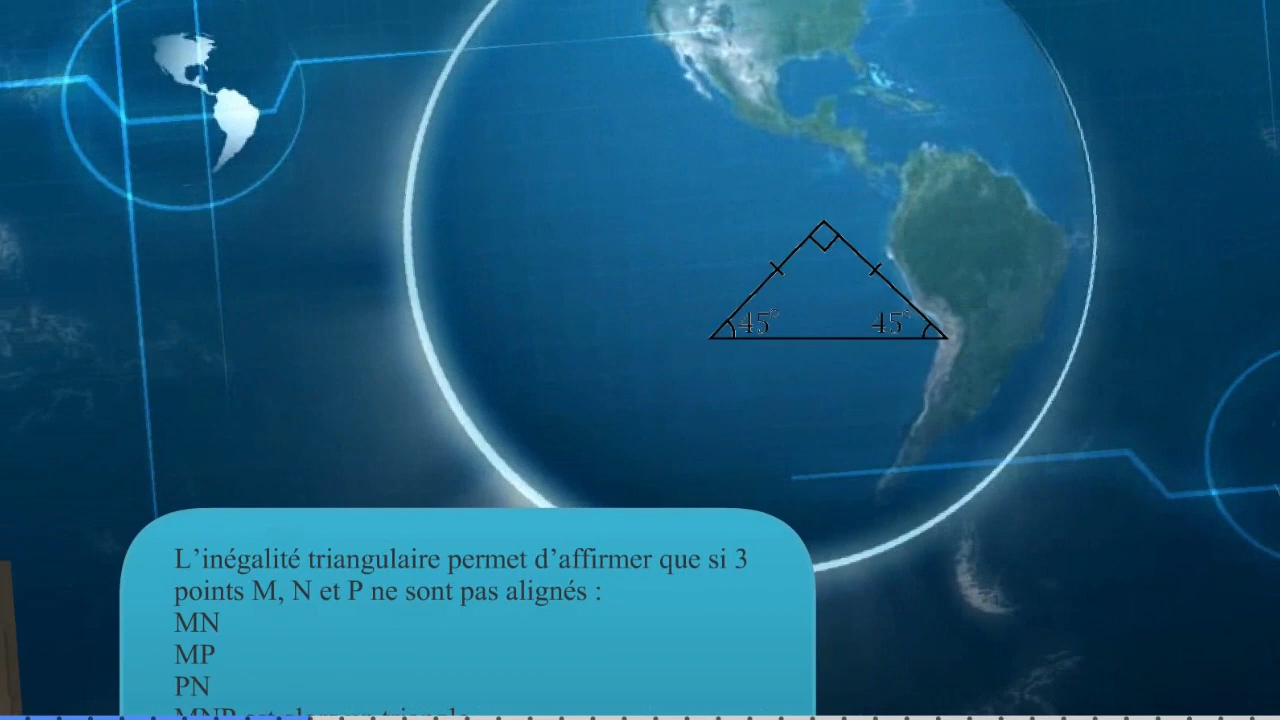 45°
45°
L’inégalité triangulaire permet d’affirmer que si 3
points M, N et P ne sont pas alignés :
MN
MP
PN